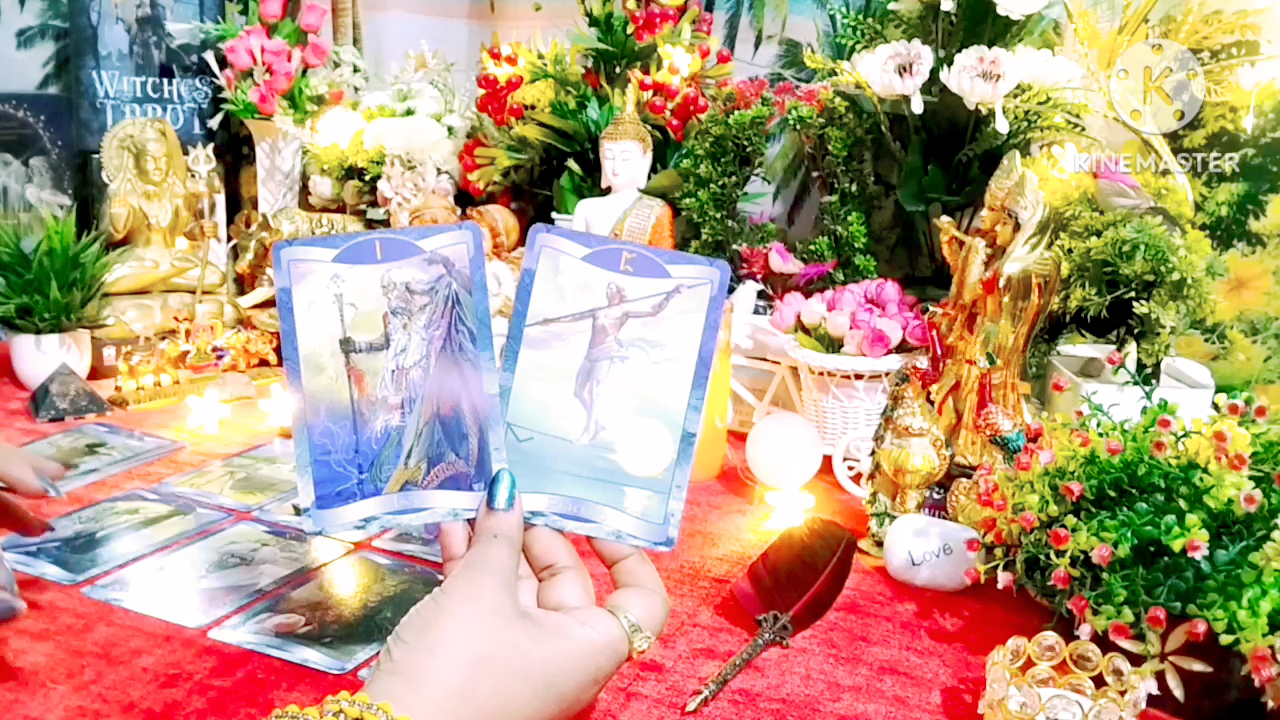 WITCHES
TAROT
K
KINEMASTER
I
ᛈ
Love